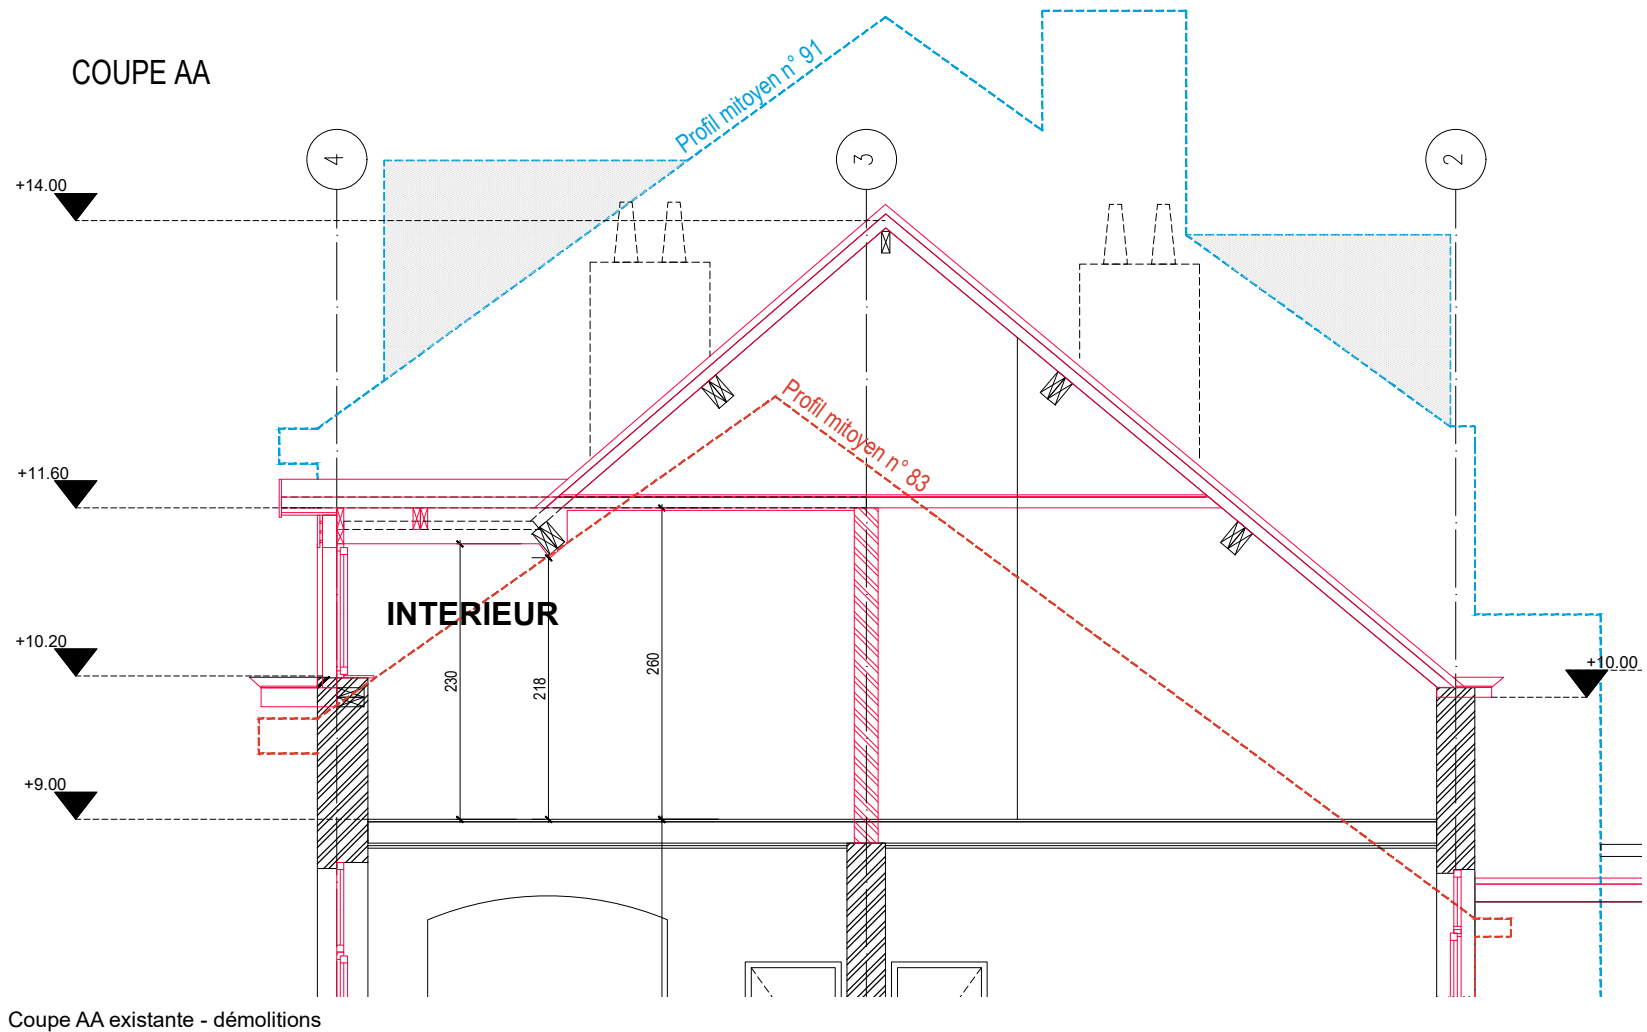 COUPE AA
Profil mitoyen n° 91
4
3
2
+14.00
Profil mitoyen n° 83
+11.60
INTERIEUR
+10.20
+10.00
230
218
260
+9.00
Coupe AA existante - démolitions